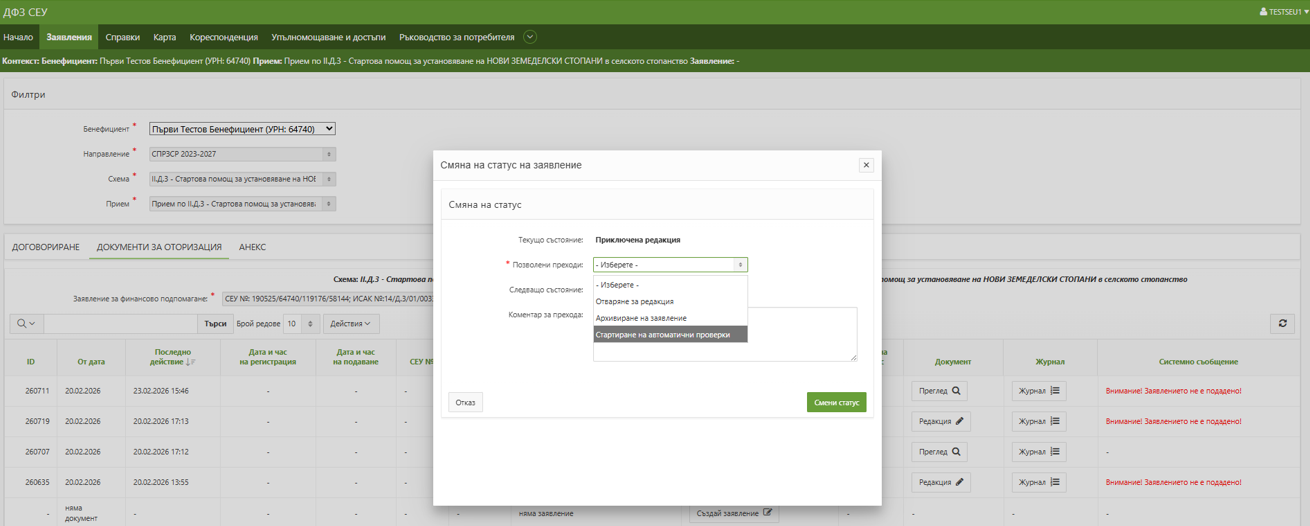 ДФЗ СЕУ
TESTSEU1
Начало Заявления Справки Карта Кореспонденция Упълномощаване и достъпи Ръководство за потребителя
Контекст: Бенефициент: Първи Тестов Бенефициент (УРН: 64740) Прием: Прием по II.Д.3 - Стартова помощ за установяване на НОВИ ЗЕМЕДЕЛСКИ СТОПАНИ в селското стопанство Заявление: -
Филтри
Бенефициент * Първи Тестов Бенефициент (УРН: 64740)
Направление * СПРЗСР 2023-2027
Схема * II.Д.3 - Стартова помощ за установяване на НОВ
Прием * Прием по II.Д.3 - Стартова помощ за установява
ДОГОВОРИРАНЕ ДОКУМЕНТИ ЗА ОТОРИЗАЦИЯ АНЕКС
Схема: II.Д.3 - Стартова по
помощ за установяване на НОВИ ЗЕМЕДЕЛСКИ СТОПАНИ в селското стопанство
Заявление за финансово подпомагане: * СЕУ №: 190525/64740/119176/58144; ИСАК №:14/Д.3/01/003
Търси Брой редове 10 Действия
ID От дата Последно действие Дата и час на регистрация Дата и час на подаване СЕУ № Документ Журнал Системно съобщение
260711 20.02.2026 23.02.2026 15:46 - - - - Преглед Журнал Внимание! Заявлението не е подадено!
260719 20.02.2026 20.02.2026 17:13 - - - Редакция Журнал Внимание! Заявлението не е подадено!
260707 20.02.2026 20.02.2026 17:12 - - - Преглед Журнал -
260635 20.02.2026 20.02.2026 13:55 - - - Редакция Журнал Внимание! Заявлението не е подадено!
- няма документ - - - - - няма заявление Създай заявление - - - -
Смяна на статус на заявление
Смяна на статус
Текущо състояние: Приключена редакция
* Позволени преходи: - Изберете -
Следващо състояние:
Коментар за прехода:
- Изберете -
Отваряне за редакция
Архивиране на заявление
Стартиране на автоматични проверки
Отказ Смени статус